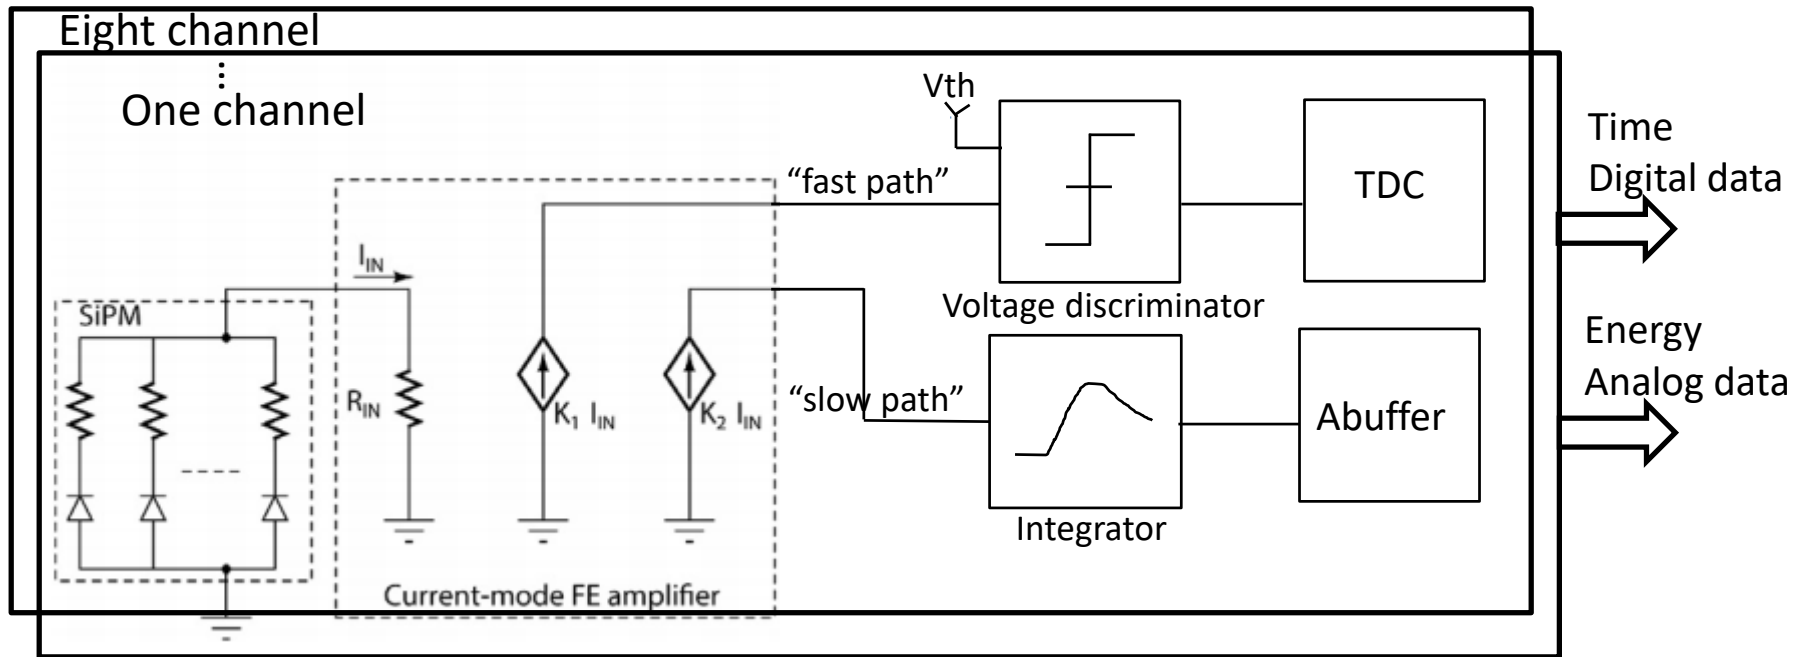 Eight channel
One channel
Vth
Time
Digital data
"fast path"
TDC
I_IN
SiPM
Voltage discriminator
Energy
Analog data
R_IN
K_1 I_IN
K_2 I_IN
"slow path"
Abuffer
Integrator
Current-mode FE amplifier